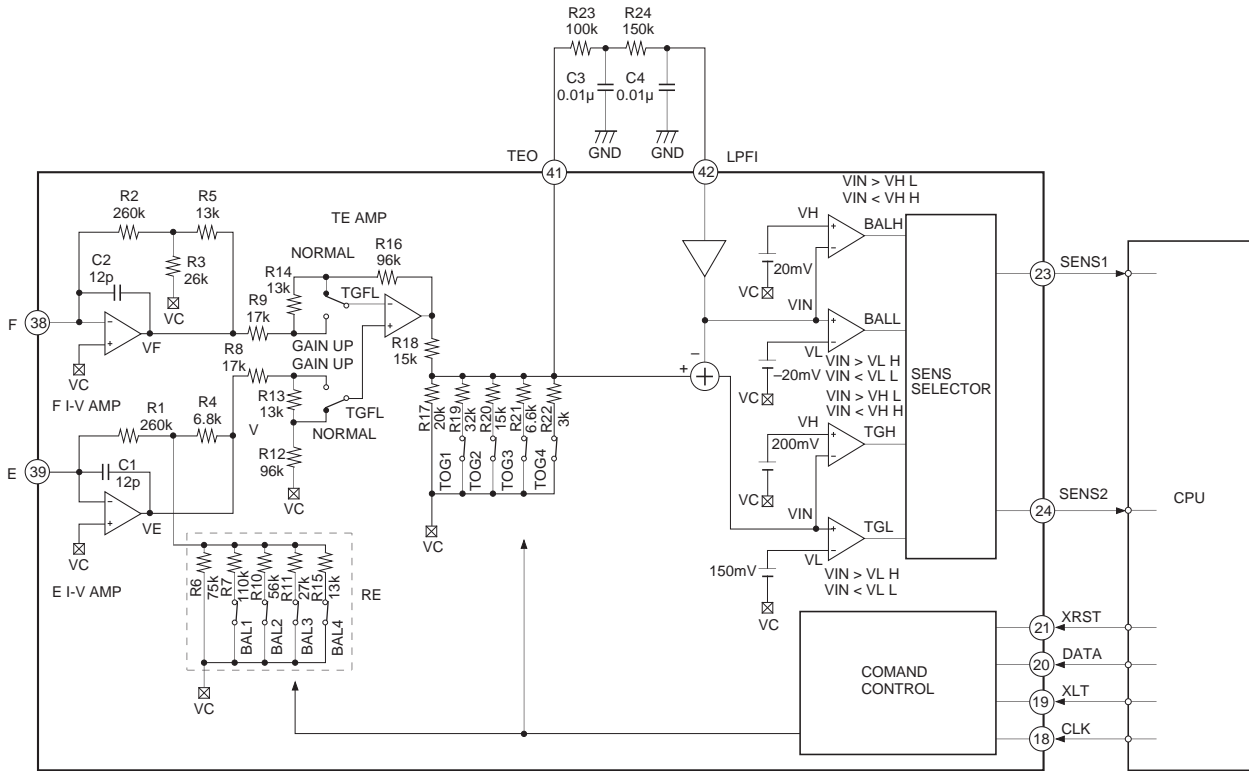 R23
100k
R24
150k
C3
0.01µ
C4
0.01µ
GND
GND
TEO
41
42
LPFI
R2
260k
R5
13k
TE AMP
VIN > VH L
VIN < VH H
C2
12p
R3
26k
VC
NORMAL
R16
96k
R14
13k
TGFL
VH
BALH
20mV
VC
VIN
23
SENS1
F
38
VF
VC
R9
17k
GAIN UP
GAIN UP
R18
15k
BALL
VL
–20mV
VC
VIN > VL H
VIN < VL L
SENS
SELECTOR
F I-V AMP
R8
17k
R13
13k
V
TGFL
NORMAL
R12
96k
VC
– 
+
+
R17
20k
R19
32k
R20
15k
R21
6.6k
R22
3k
TOG1
TOG2
TOG3
TOG4
VC
VIN > VH L
VIN < VH H
VH
200mV
TGH
VC
VIN
R1
260k
R4
6.8k
E
39
C1
12p
VE
VC
E I-V AMP
24
SENS2
CPU
TGL
VL
150mV
VC
VIN > VL H
VIN < VL L
R6
75k
R7
110k
R10
56k
R11
27k
R15
13k
RE
BAL1
BAL2
BAL3
BAL4
VC
COMAND
CONTROL
21
XRST
20
DATA
19
XLT
18
CLK